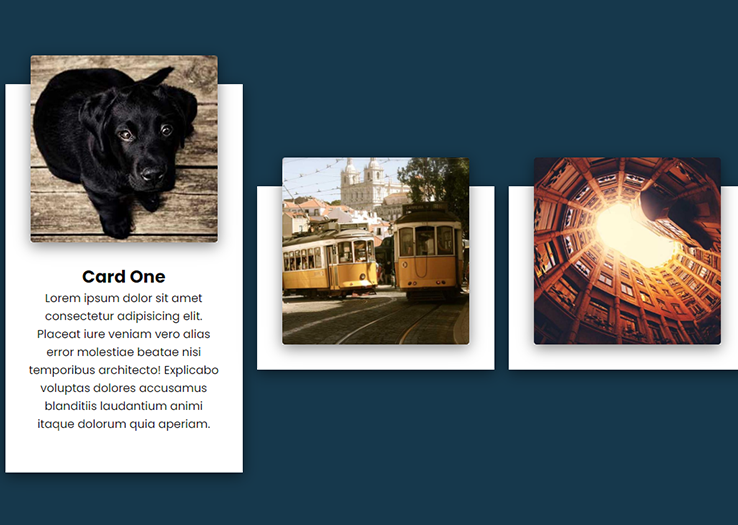 Card One
Lorem ipsum dolor sit amet
consectetur adipisicing elit.
Placeat iure veniam vero alias
error molestiae beatae nisi
temporibus architecto! Explicabo
voluptas dolores accusamus
blanditiis laudantium animi
itaque dolorum quia aperiam.